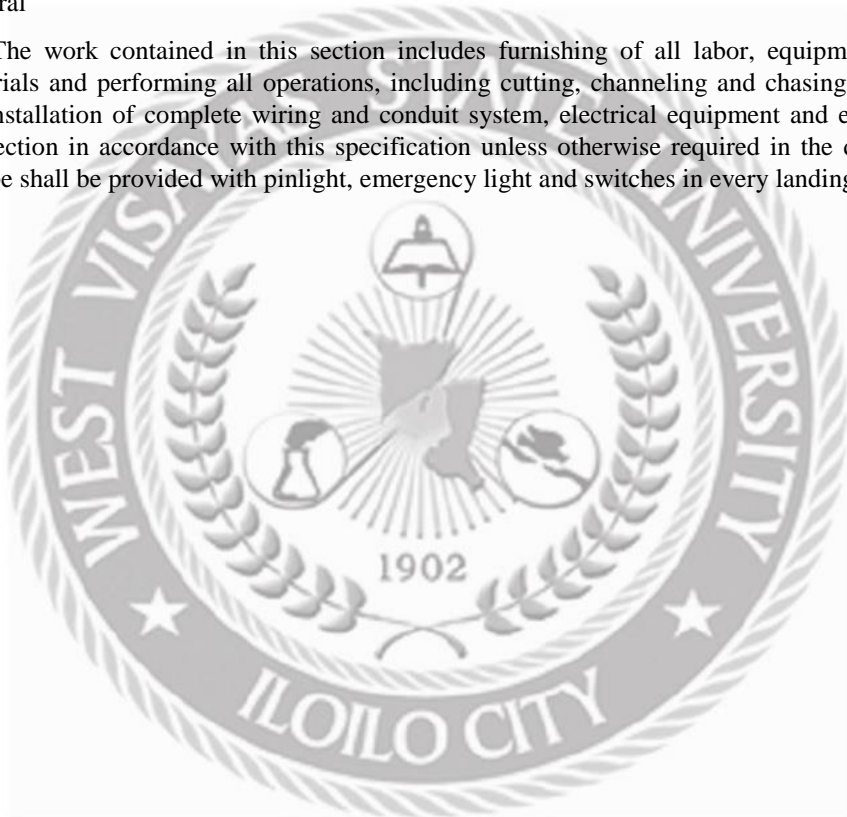 ral
The work contained in this section includes furnishing of all labor, equipm
rials and performing all operations, including cutting, channeling and chasing
nstallation of complete wiring and conduit system, electrical equipment and e
ection in accordance with this specification unless otherwise required in the
be shall be provided with pinlight, emergency light and switches in every landing
WEST VISAYAS STATE UNIVERSITY
1902
ILOILO CITY